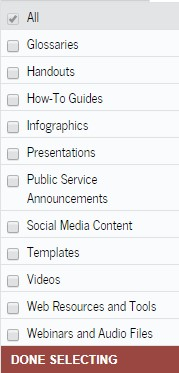 All
Glossaries
Handouts
How-To Guides
Infographics
Presentations
Public Service
Announcements
Social Media Content
Templates
Videos
Web Resources and Tools
Webinars and Audio Files
DONE SELECTING